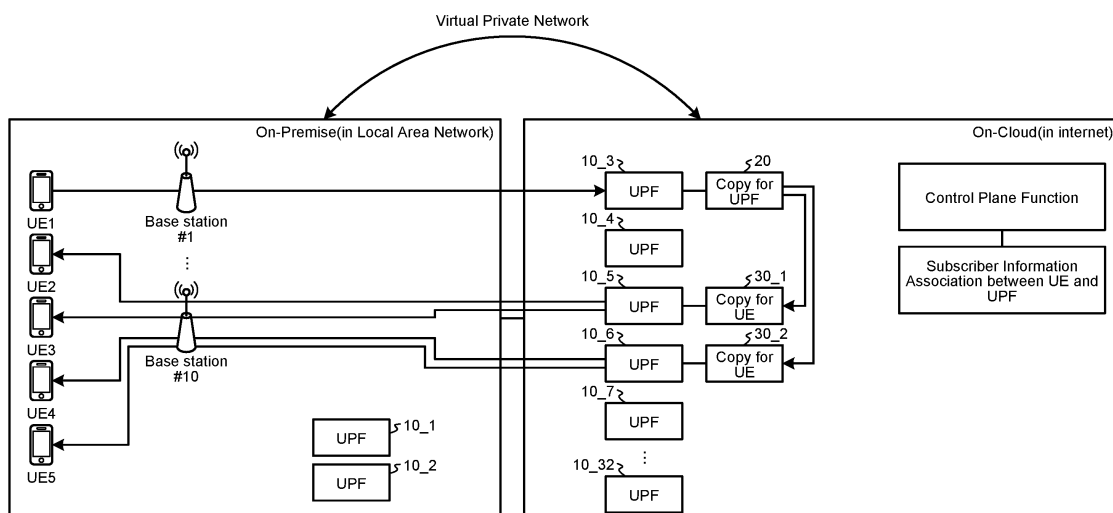 Virtual Private Network
On-Premise(in Local Area Network)
UE1
UE2
UE3
UE4
UE5
Base station
#1
⋮
Base station
#10
UPF
10_1
UPF
10_2
On-Cloud(in internet)
10_3
UPF
20
Copy for
UPF
10_4
UPF
10_5
UPF
30_1
Copy for
UE
10_6
UPF
30_2
Copy for
UE
10_7
UPF
⋮
10_32
UPF
Control Plane Function
Subscriber Information
Association between UE and
UPF